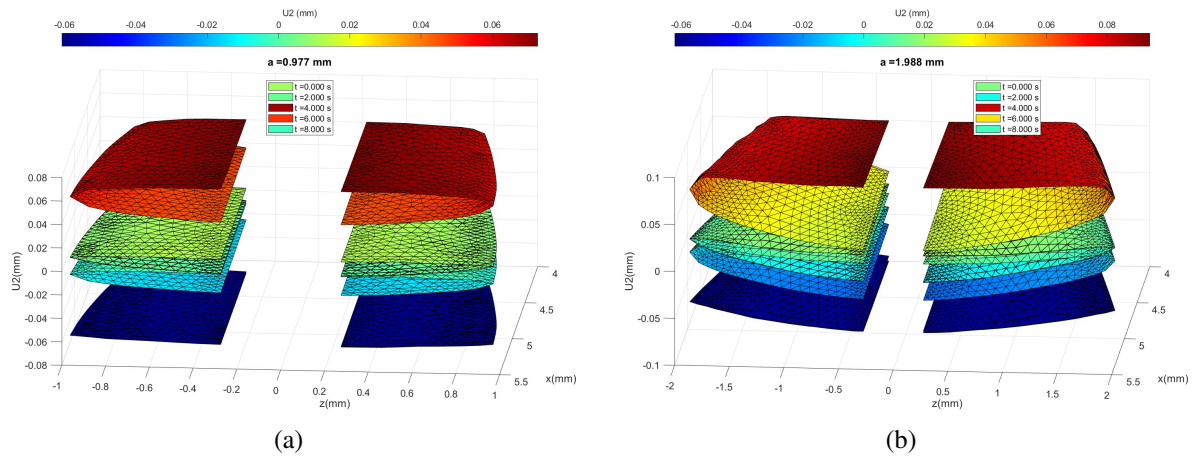 U2 (mm)
-0.06 -0.04 -0.02 0 0.02 0.04 0.06
a =0.977 mm
t =0.000 s
t =2.000 s
t =4.000 s
t =6.000 s
t =8.000 s
0.08
0.06
0.04
0.02
0
-0.02
-0.04
-0.06
-0.08
U2(mm)
-1 -0.8 -0.6 -0.4 -0.2 0 0.2 0.4 0.6 0.8 1
z(mm)
4
4.5
5
5.5
x(mm)
(a)
U2 (mm)
-0.06 -0.04 -0.02 0 0.02 0.04 0.06 0.08
a =1.988 mm
t =0.000 s
t =2.000 s
t =4.000 s
t =6.000 s
t =8.000 s
0.1
0.05
0
-0.05
-0.1
U2(mm)
-2 -1.5 -1 -0.5 0 0.5 1 1.5 2
z(mm)
4
4.5
5
5.5
x(mm)
(b)